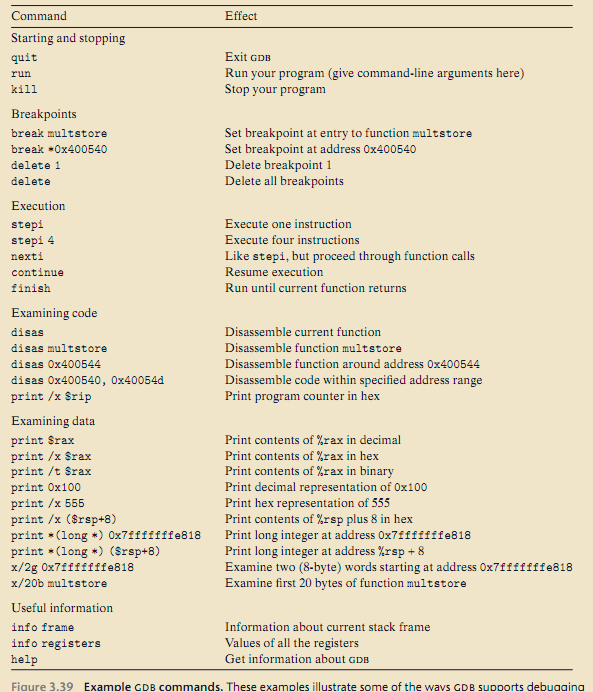 Command Effect
Starting and stopping
quit Exit GDB
run Run your program (give command-line arguments here)
kill Stop your program
Breakpoints
break multstore Set breakpoint at entry to function multstore
break *0x400540 Set breakpoint at address 0x400540
delete 1 Delete breakpoint 1
delete Delete all breakpoints
Execution
stepi Execute one instruction
stepi 4 Execute four instructions
nexti Like stepi, but proceed through function calls
continue Resume execution
finish Run until current function returns
Examining code
disas Disassemble current function
disas multstore Disassemble function multstore
disas 0x400544 Disassemble function around address 0x400544
disas 0x400540, 0x40054d Disassemble code within specified address range
print /x $rip Print program counter in hex
Examining data
print $rax Print contents of %rax in decimal
print /x $rax Print contents of %rax in hex
print /t $rax Print contents of %rax in binary
print 0x100 Print decimal representation of 0x100
print /x 555 Print hex representation of 555
print /x ($rsp+8) Print contents of %rsp plus 8 in hex
print *(long *) 0x7fffffffe818 Print long integer at address 0x7fffffffe818
print *(long *) ($rsp+8) Print long integer at address %rsp + 8
x/2g 0x7fffffffe818 Examine two (8-byte) words starting at address 0x7fffffffe818
x/20b multstore Examine first 20 bytes of function multstore
Useful information
info frame Information about current stack frame
info registers Values of all the registers
help Get information about GDB
Figure 3.39 Example GDB commands. These examples illustrate some of the ways GDB supports debugging